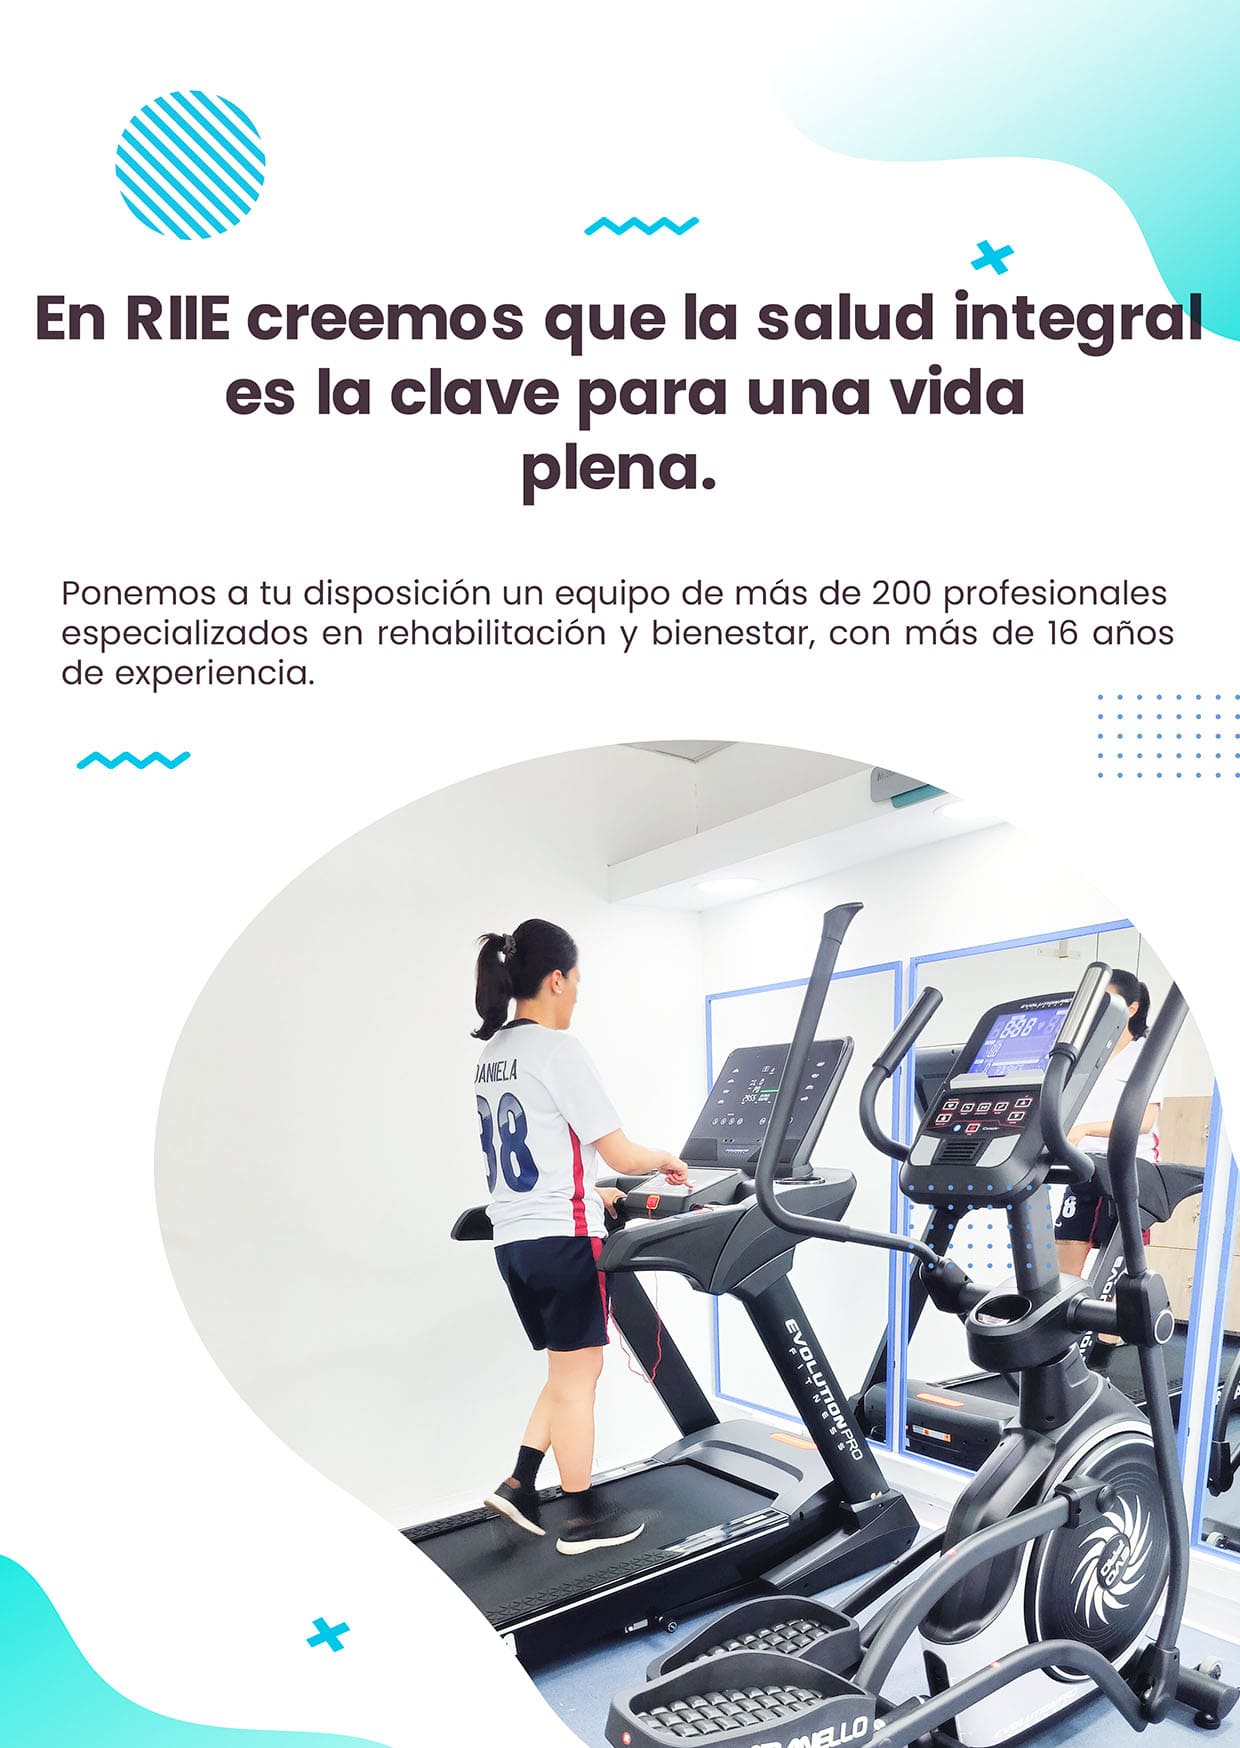 En RIIE creemos que la salud integral
es la clave para una vida
plena.
Ponemos a tu disposición un equipo de más de 200 profesionales
especializados en rehabilitación y bienestar, con más de 16 años
de experiencia.
DANIELA
38
EVOLUTION PRO
FITNESS
EVO
PRO